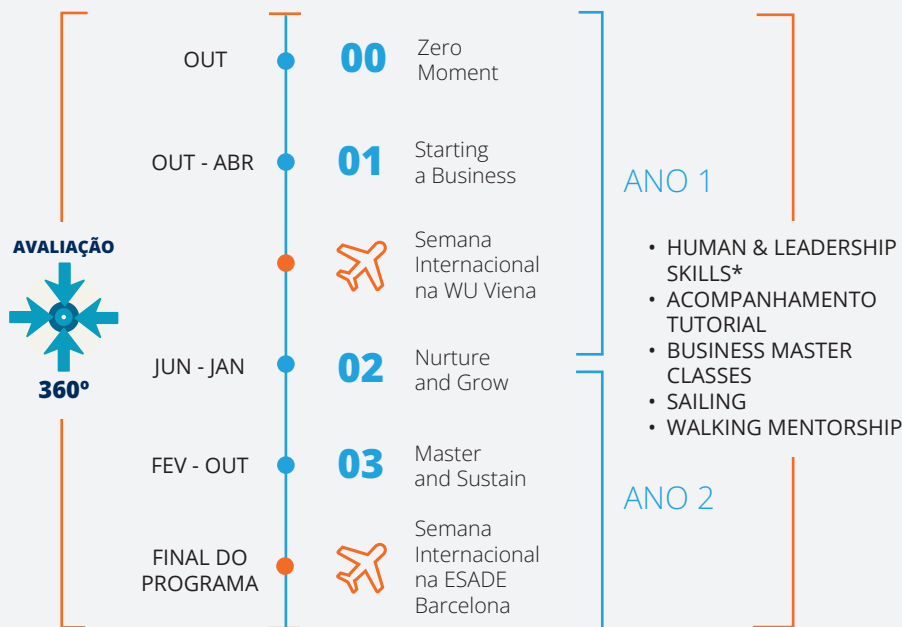 OUT
00
Zero
Moment
OUT - ABR
01
Starting
a Business
Semana
Internacional
na WU Viena
JUN - JAN
02
Nurture
and Grow
FEV - OUT
03
Master
and Sustain
FINAL DO
PROGRAMA
Semana
Internacional
na ESADE
Barcelona
AVALIAÇÃO
360º
ANO 1
ANO 2
• HUMAN & LEADERSHIP
SKILLS*
• ACOMPANHAMENTO
TUTORIAL
• BUSINESS MASTER
CLASSES
• SAILING
• WALKING MENTORSHIP